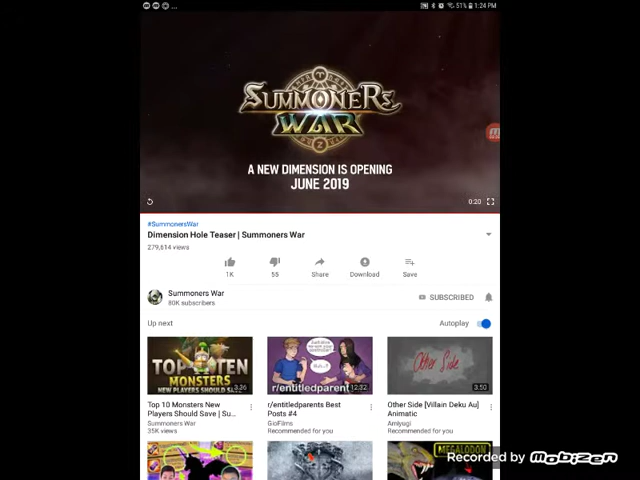 51% 1:24 PM
SUMMONERS
WAR
A NEW DIMENSION IS OPENING
JUNE 2019
0:20
#SummonersWar
Dimension Hole Teaser | Summoners War
279,614 views
1K
55
Share
Download
Save
Summoners War
80K subscribers
SUBSCRIBED
Up next
Autoplay
TOP TEN
MONSTERS
NEW PLAYERS SHOULD SA
3:26
r/entitledparent
12:32
Other Side
3:50
Top 10 Monsters New
Players Should Save | Su...
Summoners War
35K views
r/entitledparents Best
Posts #4
GioFilms
Recommended for you
Other Side [Villain Deku Au]
Animatic
Amiyugi
Recommended for you
MEGALODON
Recorded by mobizen